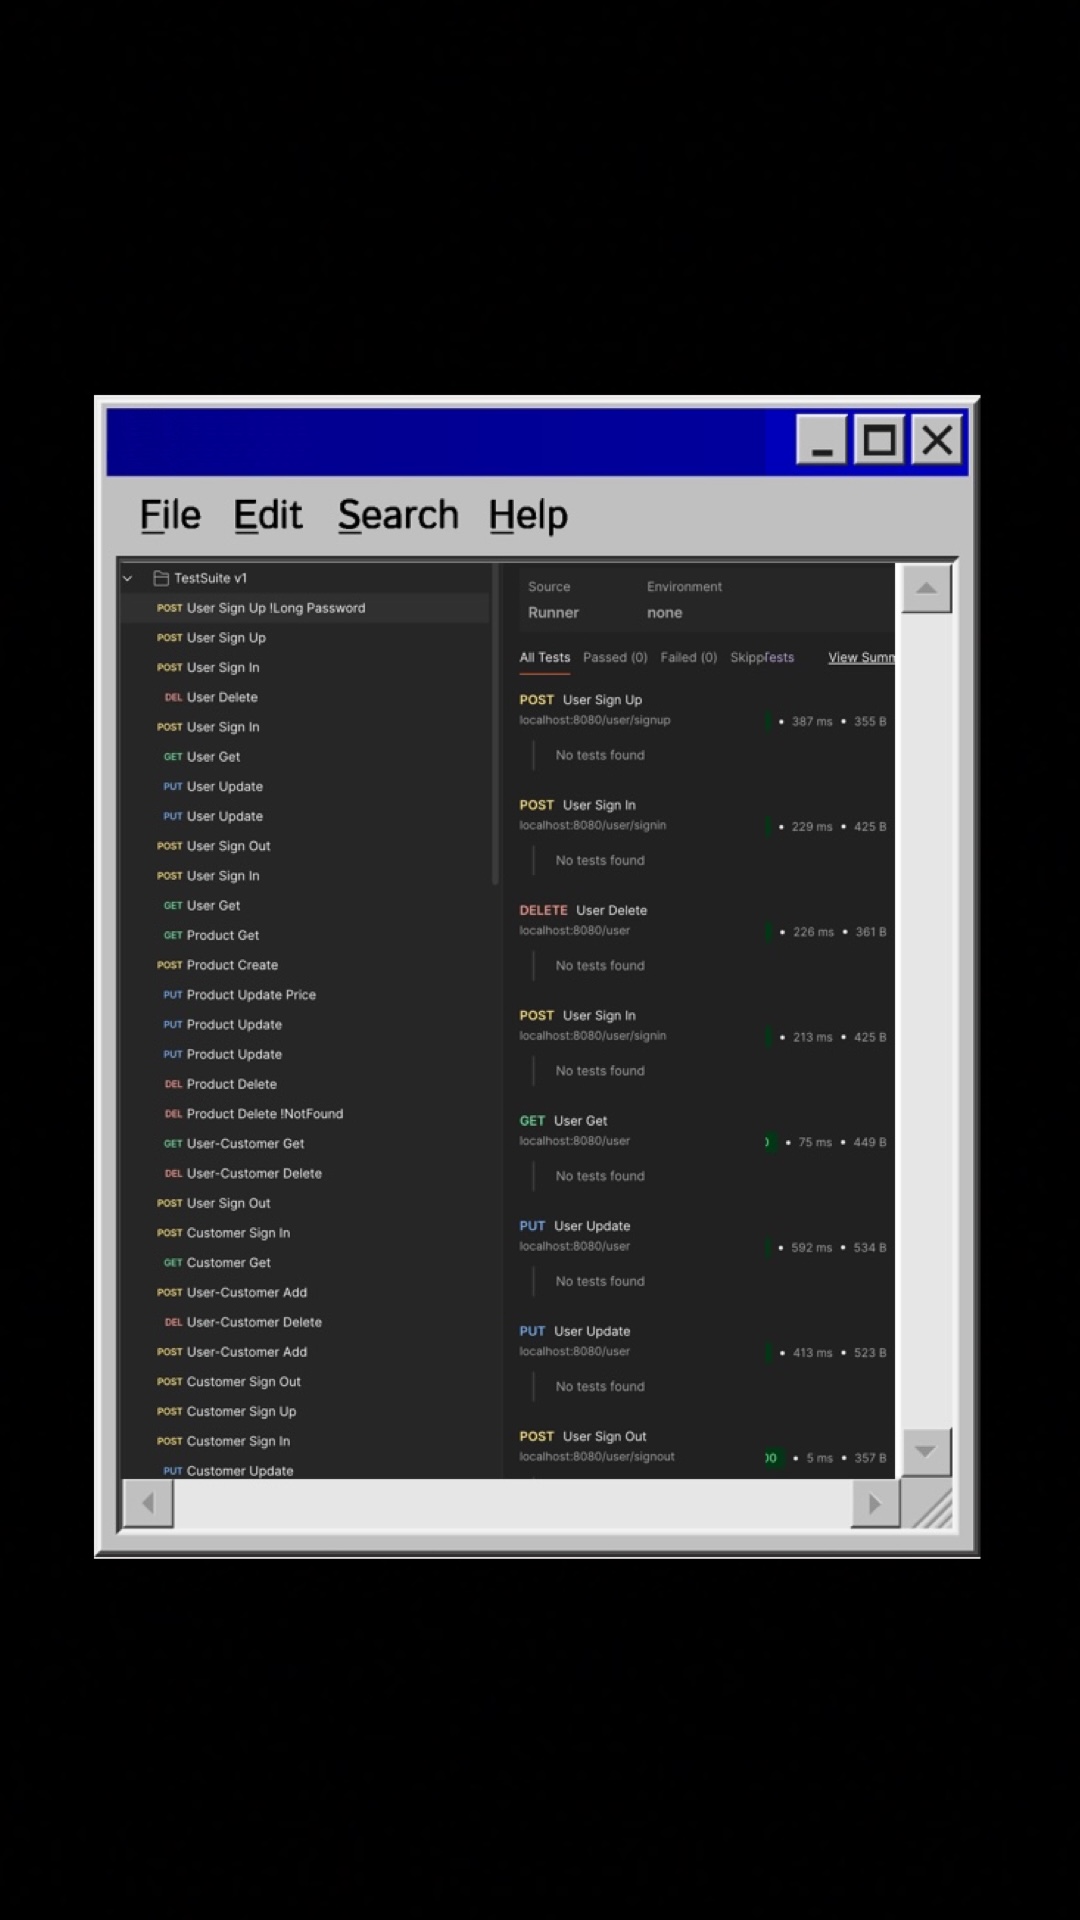 File Edit Search Help
TestSuite v1
POST User Sign Up !Long Password
POST User Sign Up
POST User Sign In
DEL User Delete
POST User Sign In
GET User Get
PUT User Update
PUT User Update
POST User Sign Out
POST User Sign In
GET User Get
GET Product Get
POST Product Create
PUT Product Update Price
PUT Product Update
PUT Product Update
DEL Product Delete
DEL Product Delete !NotFound
GET User-Customer Get
DEL User-Customer Delete
POST User Sign Out
POST Customer Sign In
GET Customer Get
POST User-Customer Add
DEL User-Customer Delete
POST User-Customer Add
POST Customer Sign Out
POST Customer Sign Up
POST Customer Sign In
PUT Customer Update
Source Environment
Runner none
All Tests Passed (0) Failed (0) View Summ
POST User Sign Up
localhost:8080/user/signup • 387 ms • 355 B
No tests found
POST User Sign In
localhost:8080/user/signin • 229 ms • 425 B
No tests found
DELETE User Delete
localhost:8080/user • 226 ms • 361 B
No tests found
POST User Sign In
localhost:8080/user/signin • 213 ms • 425 B
No tests found
GET User Get
localhost:8080/user • 75 ms • 449 B
No tests found
PUT User Update
localhost:8080/user • 592 ms • 534 B
No tests found
PUT User Update
localhost:8080/user • 413 ms • 523 B
No tests found
POST User Sign Out
localhost:8080/user/signout • 5 ms • 357 B